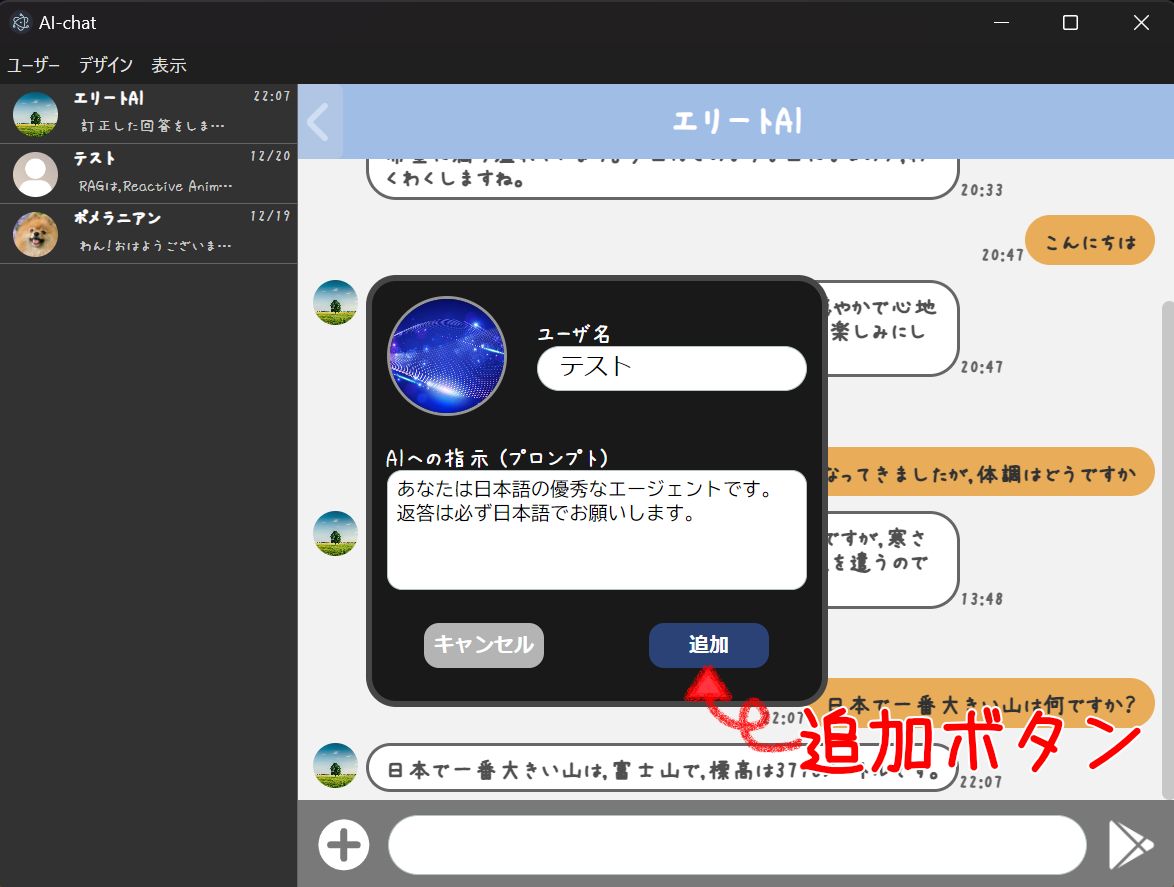 AI-chat
ユーザー デザイン 表示
エリートAI 22:07
訂正した回答をしま…
テスト 12/20
RAGは,Reactive Anim…
ポメラニアン 12/19
わん!おはようございま…
エリートAI
くわくしますね。
20:33
こんにちは
20:47
やかで心地
楽しみにし
20:47
ユーザ名
テスト
AIへの指示 (プロンプト)
あなたは日本語の優秀なエージェントです。
返答は必ず日本語でお願いします。
キャンセル
追加
なってきましたが,体調はどうですか
ですが,寒さ
を遣うので
13:48
日本で一番大きい山は何ですか?
22:07
追加ボタン
日本で一番大きい山は,富士山で,標高は377
です。
22:07